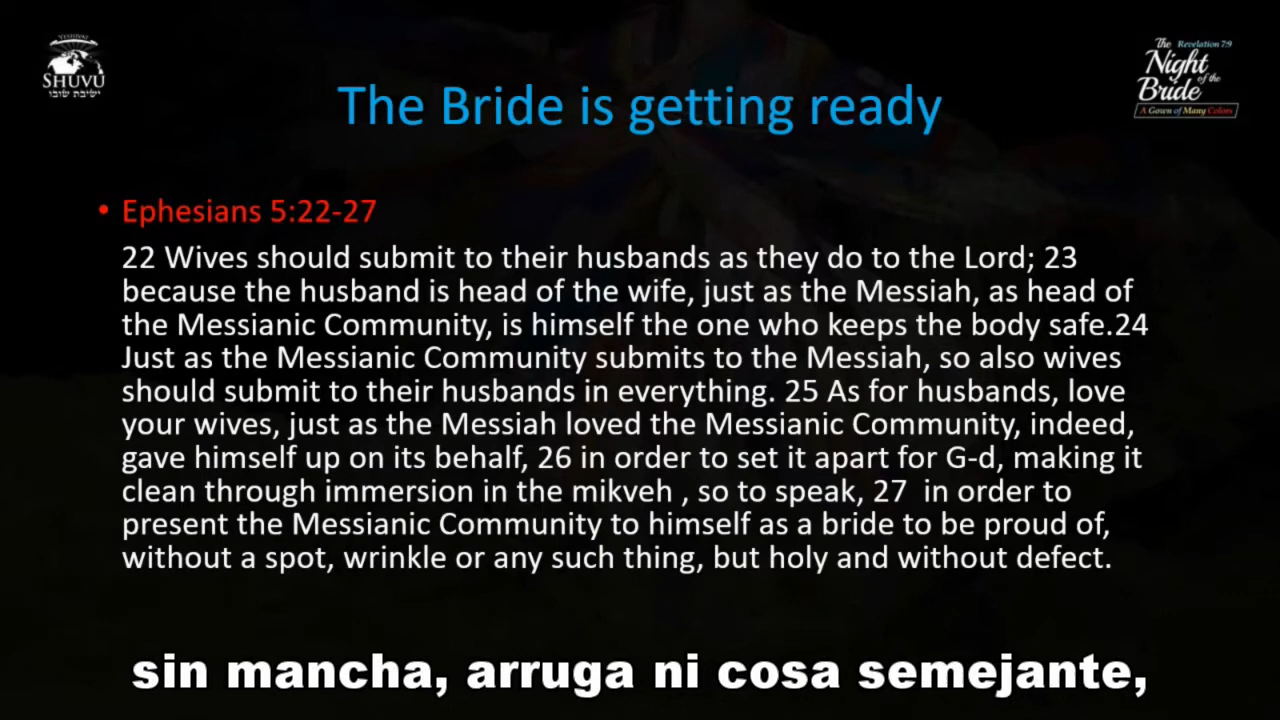 YESHIVAT
SHUVU
ישיבת שובו
The Revelation 7:9
Night
of the
Bride
A Gown of Many Colors
The Bride is getting ready
• Ephesians 5:22-27
22 Wives should submit to their husbands as they do to the Lord; 23
because the husband is head of the wife, just as the Messiah, as head of
the Messianic Community, is himself the one who keeps the body safe.24
Just as the Messianic Community submits to the Messiah, so also wives
should submit to their husbands in everything. 25 As for husbands, love
your wives, just as the Messiah loved the Messianic Community, indeed,
gave himself up on its behalf, 26 in order to set it apart for G-d, making it
clean through immersion in the mikveh , so to speak, 27  in order to
present the Messianic Community to himself as a bride to be proud of,
without a spot, wrinkle or any such thing, but holy and without defect.
sin mancha, arruga ni cosa semejante,